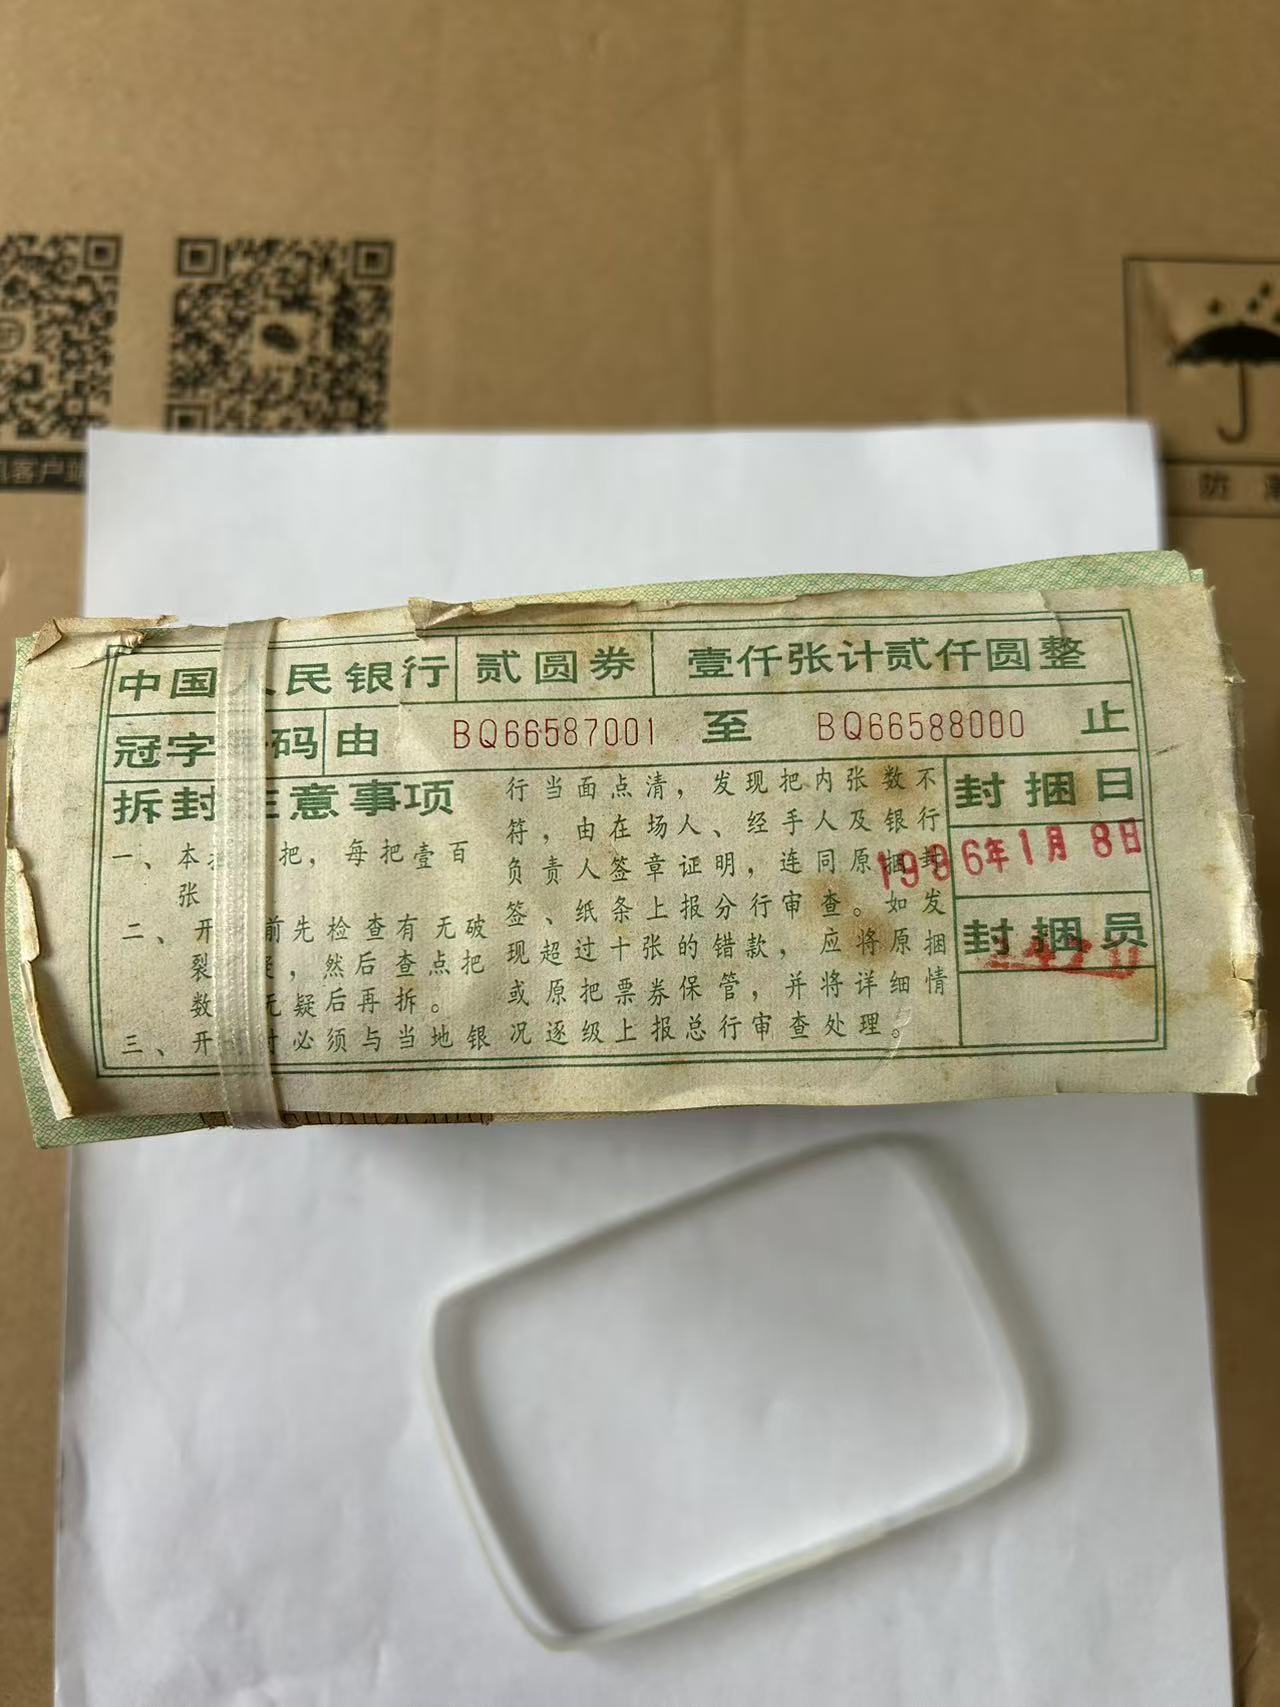 客户端
防
中国 民银行 贰圆券 壹仟张计贰仟圆整
冠字 码 由 BQ66587001 至 BQ66588000 止
拆封 意事项
一、本 把，每把壹百
张
二、开 前先检查有无破
裂 ，然后查点把
数 无疑后再拆。
三、开 时必须与当地银
行当面点清，发现把内张数不
符，由在场人、经手人及银行
负责人签章证明，连同原捆封
签、纸条上报分行审查。如发
现超过十张的错款，应将原捆
或原把票券保管，并将详细情
况逐级上报总行审查处理。
封捆日
6年1月8日
封捆员